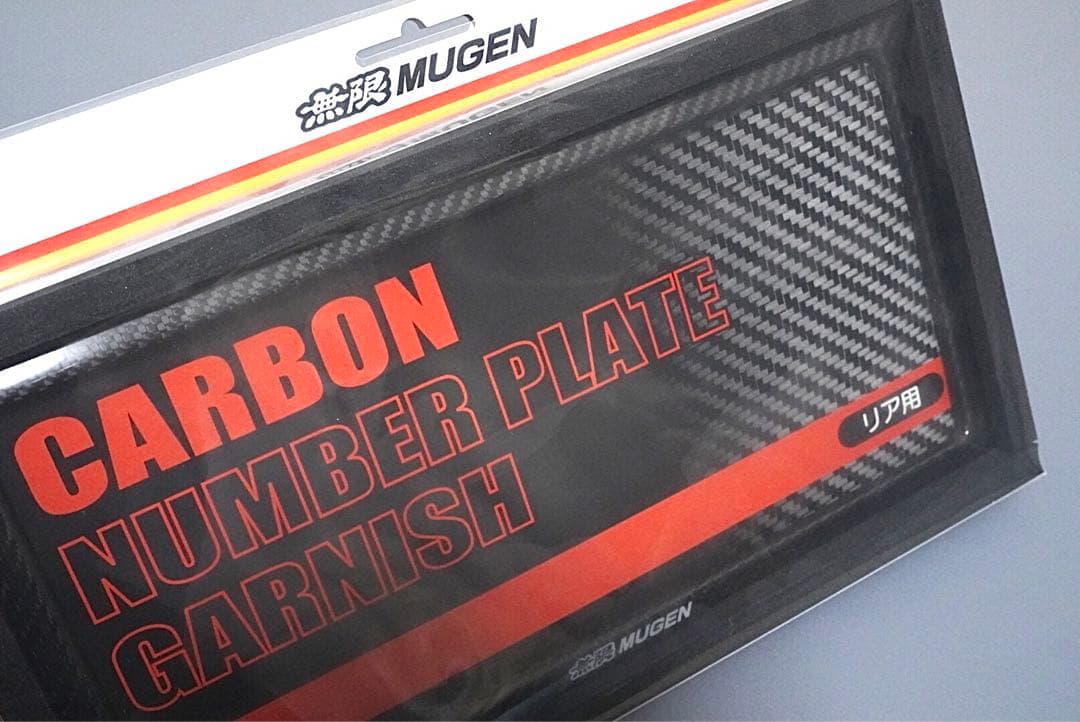 無限 MUGEN
CARBON
NUMBER PLATE
GARNISH
リア用
無限 MUGEN